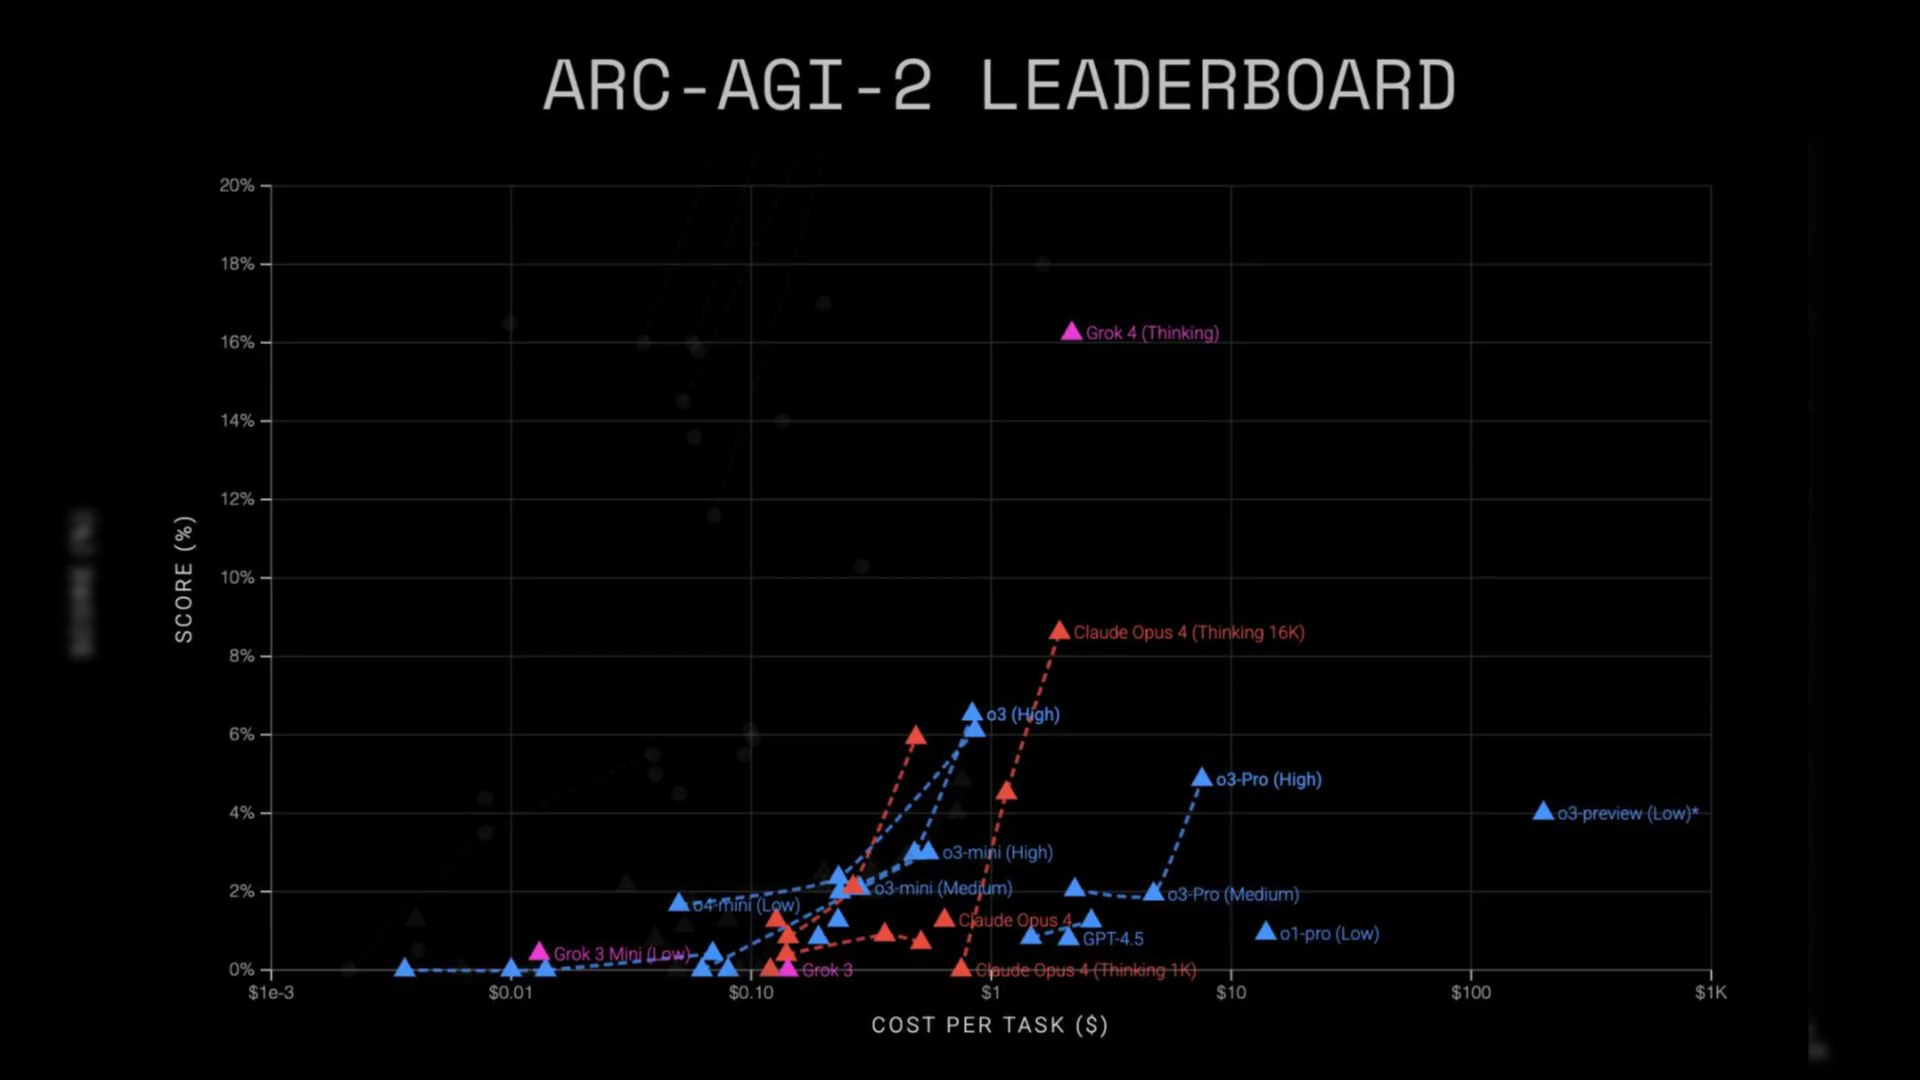 ARC-AGI-2 LEADERBOARD
20%
18%
16%
14%
12%
10%
8%
6%
4%
2%
0%
SCORE (%)
Grok 4 (Thinking)
Claude Opus 4 (Thinking 16K)
o3 (High)
o3-Pro (High)
o3-preview (Low)*
o3-mini (High)
o3-mini (Medium)
o3-Pro (Medium)
o4-mini (Low)
Claude Opus 4
o1-pro (Low)
GPT-4.5
Grok 3 Mini (Low)
Grok 3
Claude Opus 4 (Thinking 1K)
$1e-3
$0.01
$0.10
$1
$10
$100
$1K
COST PER TASK ($)